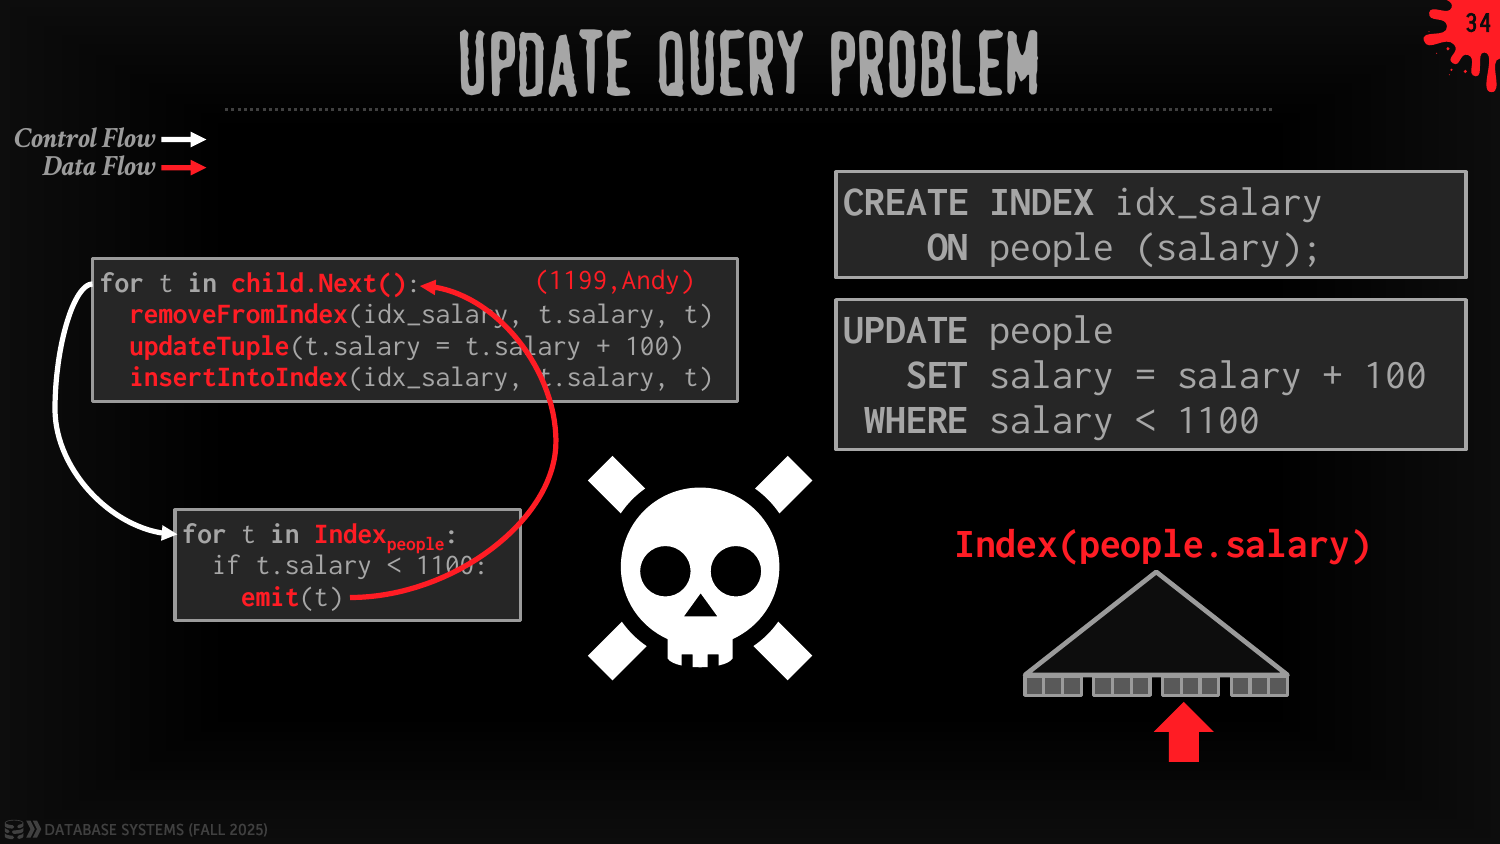 34
UPDATE QUERY PROBLEM
Control Flow
Data Flow
CREATE INDEX idx_salary
ON people (salary);
for t in child.Next():
(1199,Andy)
removeFromIndex(idx_salary, t.salary, t)
updateTuple(t.salary = t.salary + 100)
insertIntoIndex(idx_salary, t.salary, t)
UPDATE people
SET salary = salary + 100
WHERE salary < 1100
for t in Indexpeople:
if t.salary < 1100:
emit(t)
Index(people.salary)
DATABASE SYSTEMS (FALL 2025)